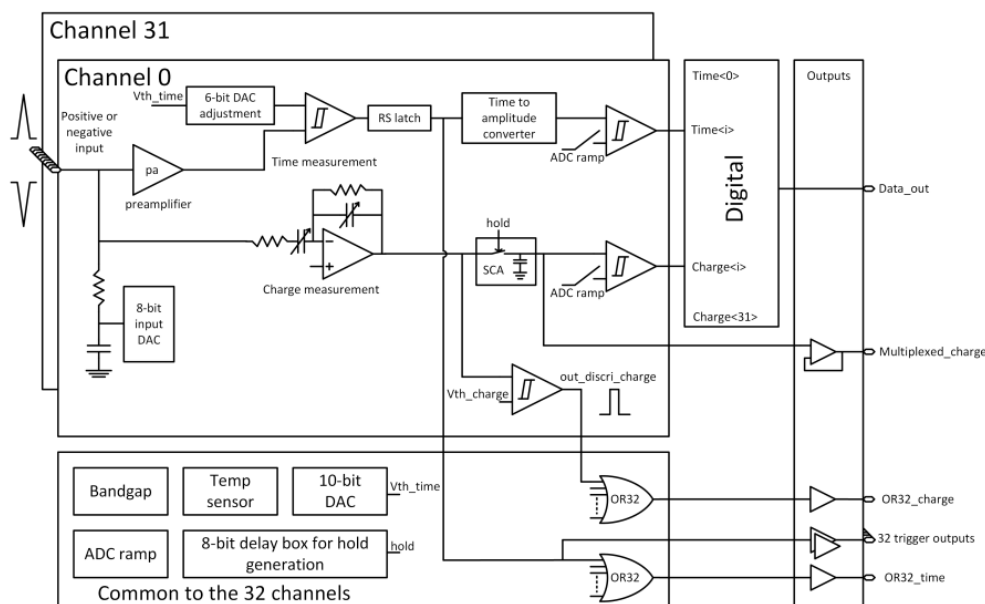 Channel 31
Channel 0
Vth_time
6-bit DAC
adjustment
RS latch
Time to
amplitude
converter
Time<0>
Outputs
Positive or
negative
input
pa
preamplifier
Time measurement
ADC ramp
Time<i>
Digital
Data_out
hold
SCA
Charge measurement
ADC ramp
Charge<i>
Charge<31>
8-bit
input
DAC
Multiplexed_charge
Vth_charge
out_discri_charge
Bandgap
Temp
sensor
10-bit
DAC
Vth_time
OR32
OR32_charge
ADC ramp
8-bit delay box for hold
generation
hold
32 trigger outputs
OR32
OR32_time
Common to the 32 channels